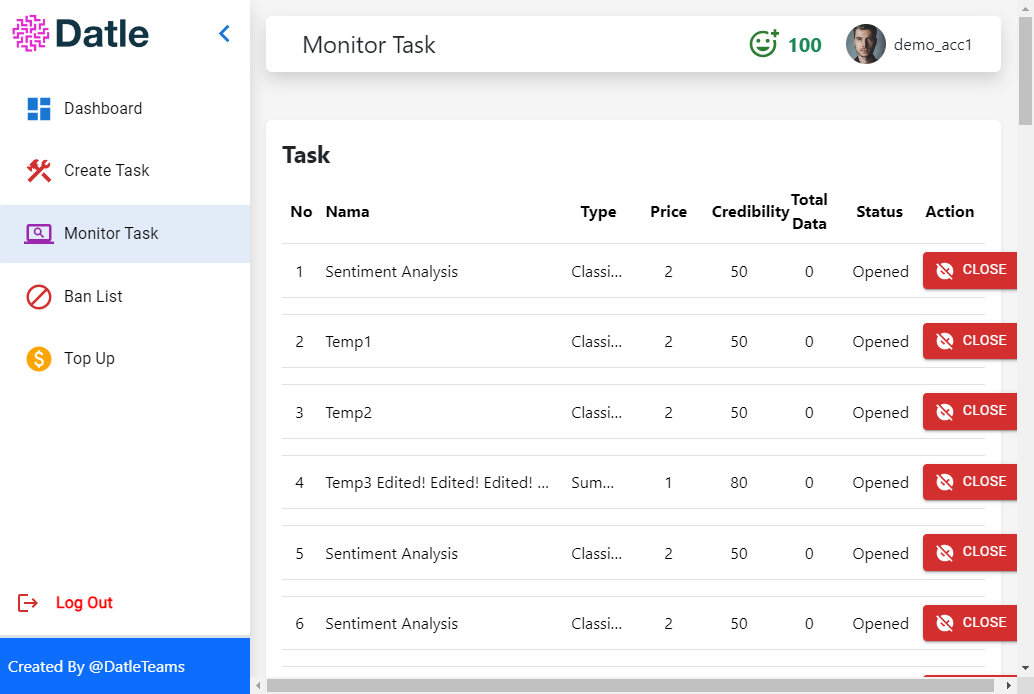 Datle
Dashboard
Create Task
Monitor Task
Ban List
Top Up
Log Out
Created By @DatleTeams
Monitor Task
100
demo_acc1
Task
No Nama Type Price Credibility Total Data Status Action
1 Sentiment Analysis Classi... 2 50 0 Opened CLOSE
2 Temp1 Classi... 2 50 0 Opened CLOSE
3 Temp2 Classi... 2 50 0 Opened CLOSE
4 Temp3 Edited! Edited! Edited! ... Sum... 1 80 0 Opened CLOSE
5 Sentiment Analysis Classi... 2 50 0 Opened CLOSE
6 Sentiment Analysis Classi... 2 50 0 Opened CLOSE